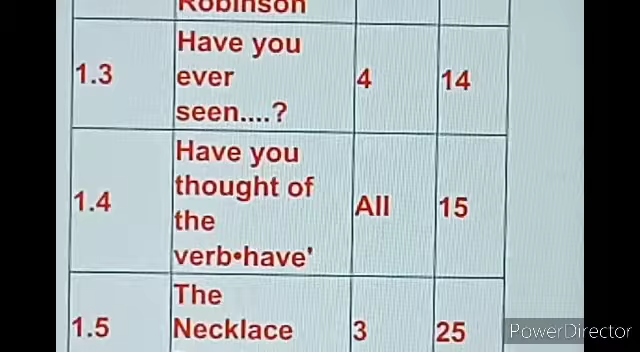 Robinson
Have you
1.3 ever 4 14
seen....?
Have you
thought of
1.4 the All 15
verb•have'
The
1.5 Necklace 3 25
PowerDirector